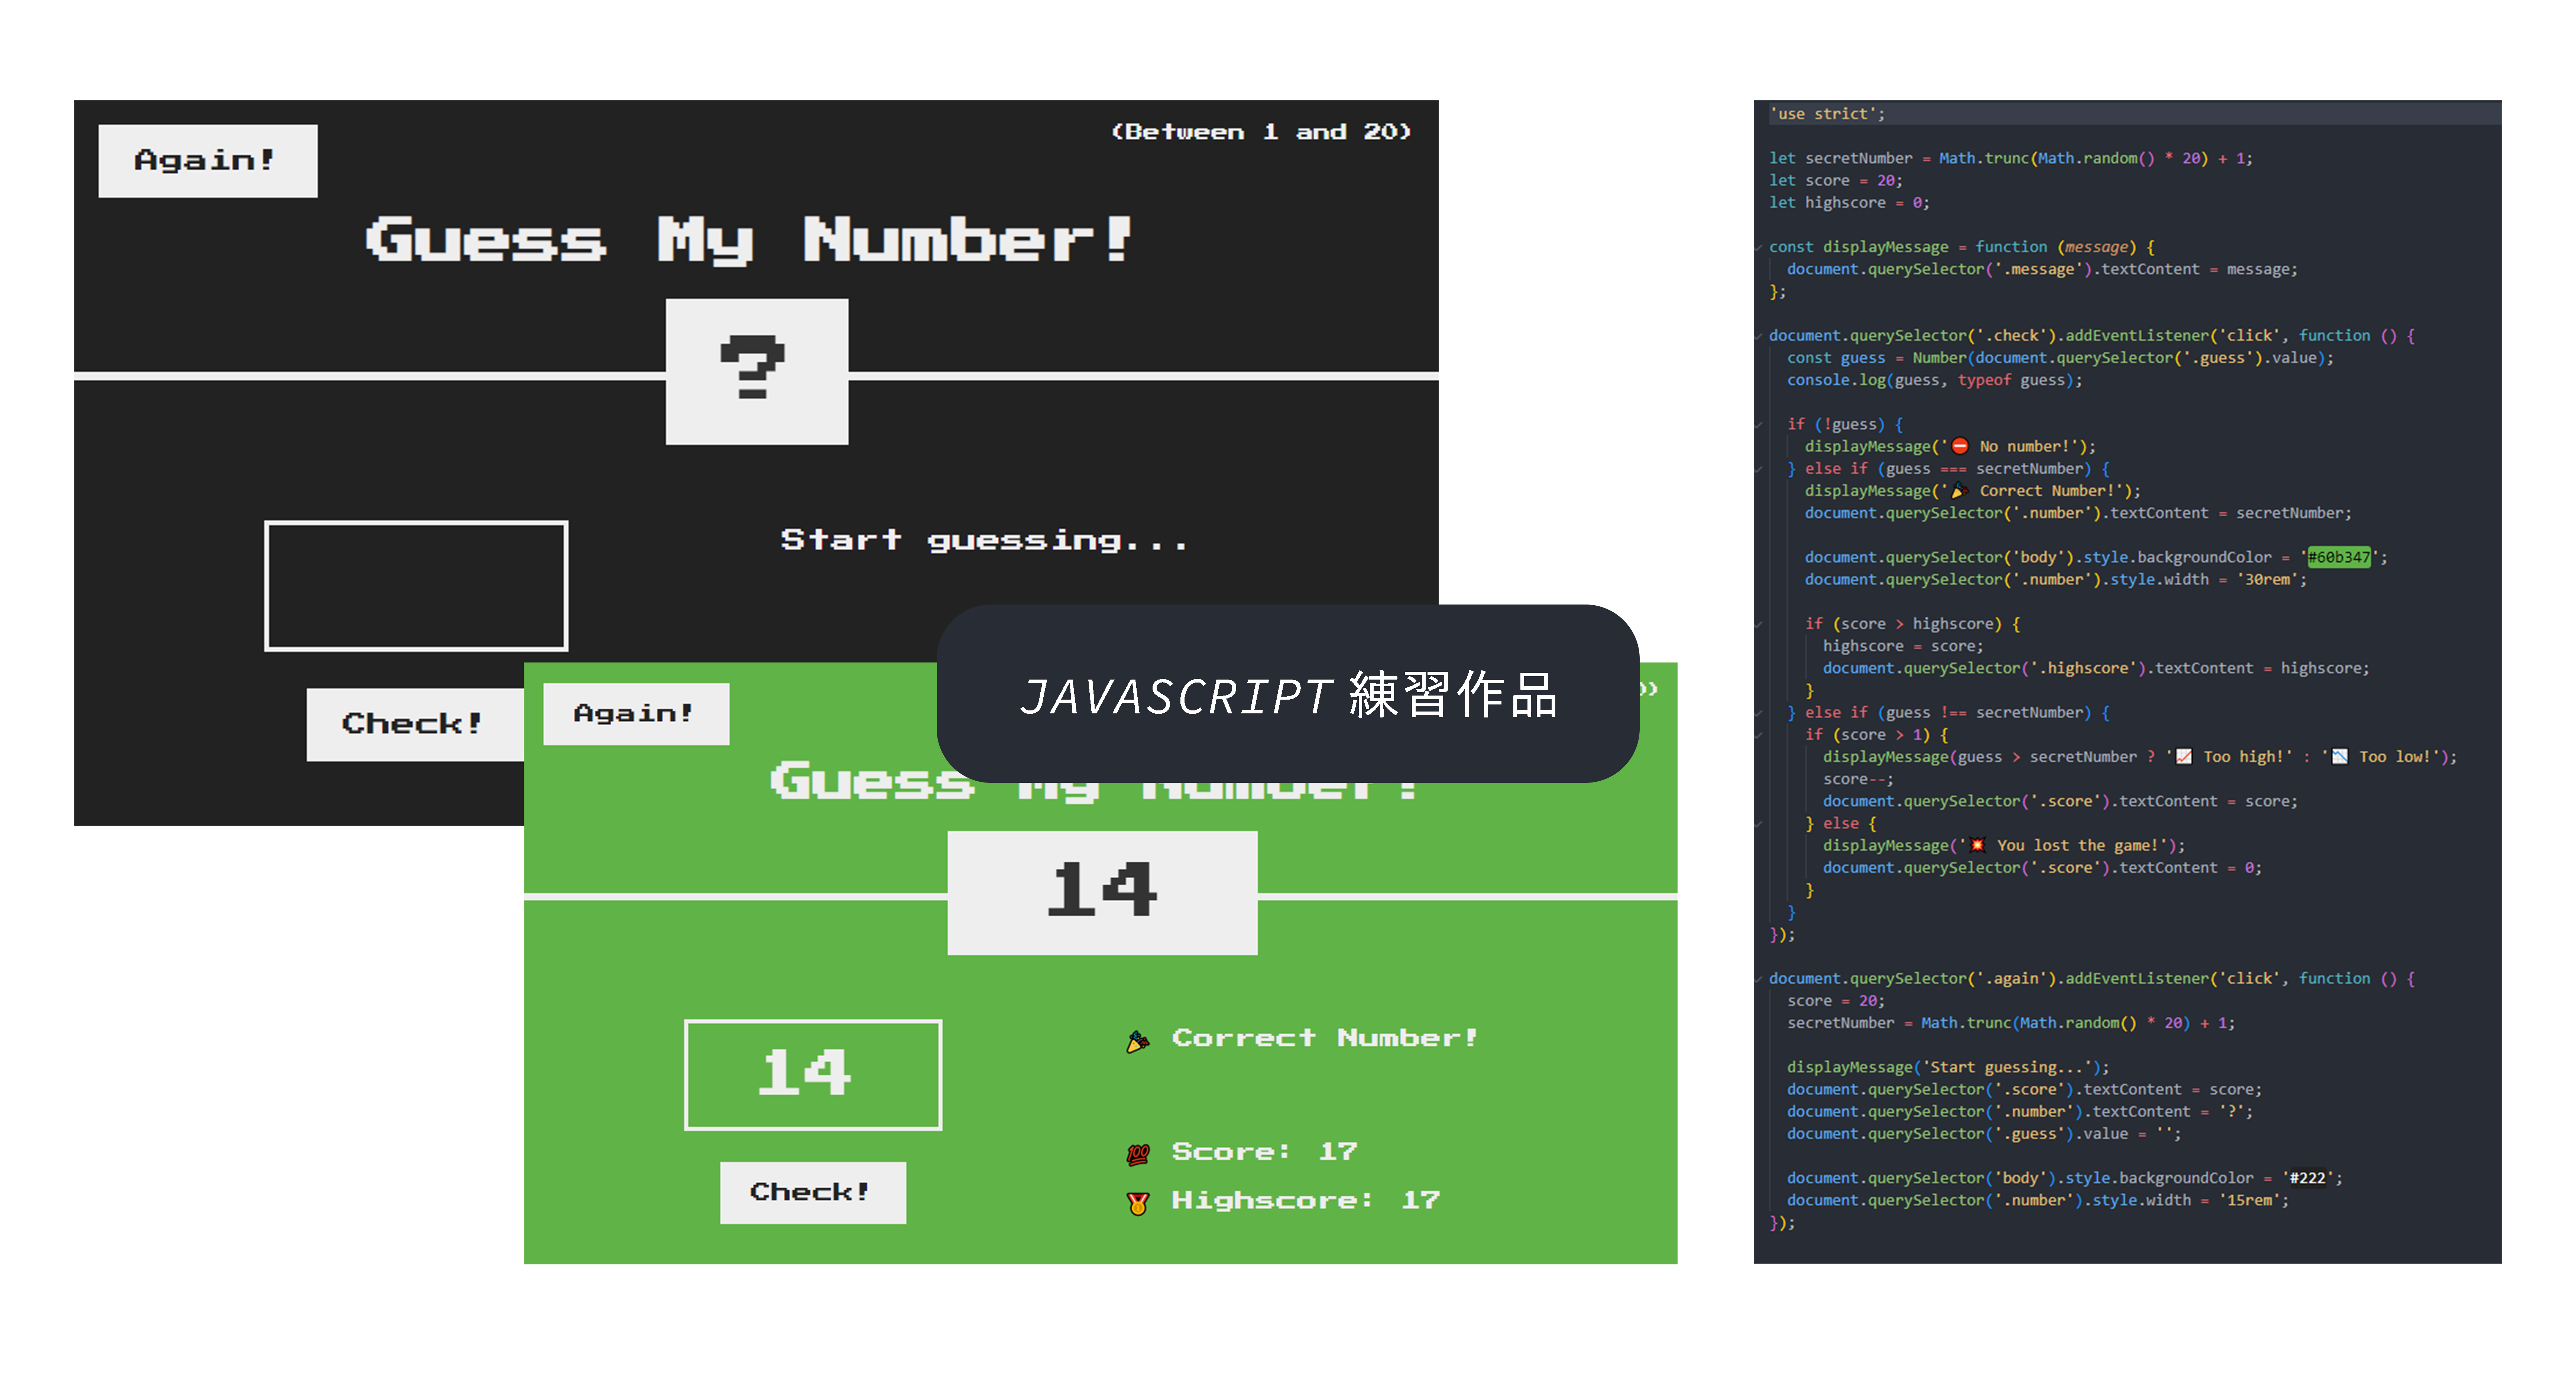 Again!
(Between 1 and 20)
Guess My Number!
?
Start guessing...
Check!
JAVASCRIPT 練習作品
Again!
Guess My Number!
14
14
🎉 Correct Number!
💯 Score: 17
Check!
🥇 Highscore: 17
'use strict';
let secretNumber = Math.trunc(Math.random() * 20) + 1;
let score = 20;
let highscore = 0;
const displayMessage = function (message) {
document.querySelector('.message').textContent = message;
};
document.querySelector('.check').addEventListener('click', function () {
const guess = Number(document.querySelector('.guess').value);
console.log(guess, typeof guess);
if (!guess) {
displayMessage('⛔ No number!');
} else if (guess === secretNumber) {
displayMessage('🎉 Correct Number!');
document.querySelector('.number').textContent = secretNumber;
document.querySelector('body').style.backgroundColor = '#60b347';
document.querySelector('.number').style.width = '30rem';
if (score > highscore) {
highscore = score;
document.querySelector('.highscore').textContent = highscore;
}
} else if (guess !== secretNumber) {
if (score > 1) {
displayMessage(guess > secretNumber ? '📈 Too high!' : '📉 Too low!');
score--;
document.querySelector('.score').textContent = score;
} else {
displayMessage('💥 You lost the game!');
document.querySelector('.score').textContent = 0;
}
}
});
document.querySelector('.again').addEventListener('click', function () {
score = 20;
secretNumber = Math.trunc(Math.random() * 20) + 1;
displayMessage('Start guessing...');
document.querySelector('.score').textContent = score;
document.querySelector('.number').textContent = '?';
document.querySelector('.guess').value = '';
document.querySelector('body').style.backgroundColor = '#222';
document.querySelector('.number').style.width = '15rem';
});